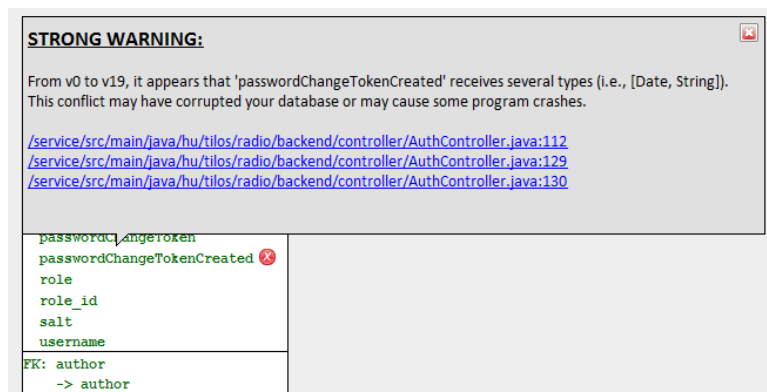 STRONG WARNING:
From v0 to v19, it appears that 'passwordChangeTokenCreated' receives several types (i.e., [Date, String]).
This conflict may have corrupted your database or may cause some program crashes.
/service/src/main/java/hu/tilos/radio/backend/controller/AuthController.java:112
/service/src/main/java/hu/tilos/radio/backend/controller/AuthController.java:129
/service/src/main/java/hu/tilos/radio/backend/controller/AuthController.java:130
passwordChangeToken
passwordChangeTokenCreated
role
role_id
salt
username
FK: author
-> author